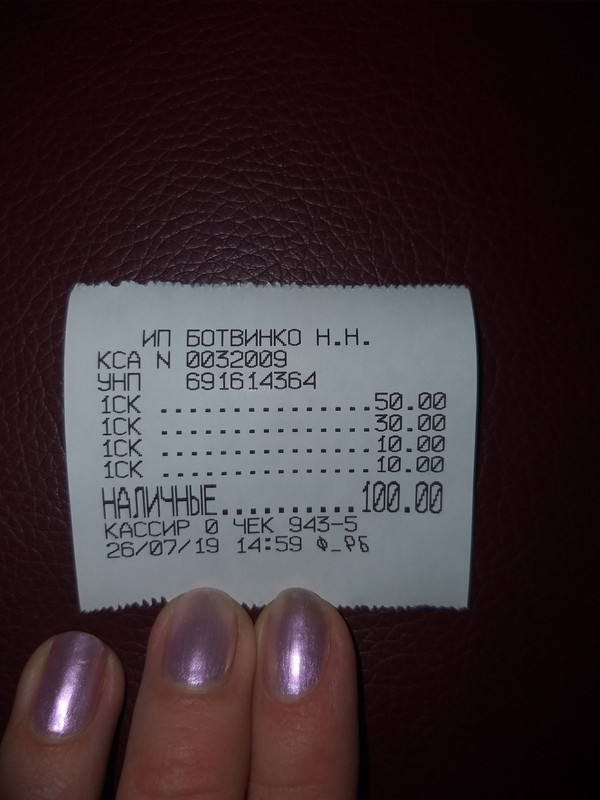 ИП БОТВИНКО Н.Н.
КСА N 0032009
УНП 691614364
1СК ...............50.00
1СК ...............30.00
1СК ...............10.00
1СК ...............10.00
НАЛИЧНЫЕ..........100.00
КАССИР 0 ЧЕК 943-5
26/07/19 14:59 Ф_РБ